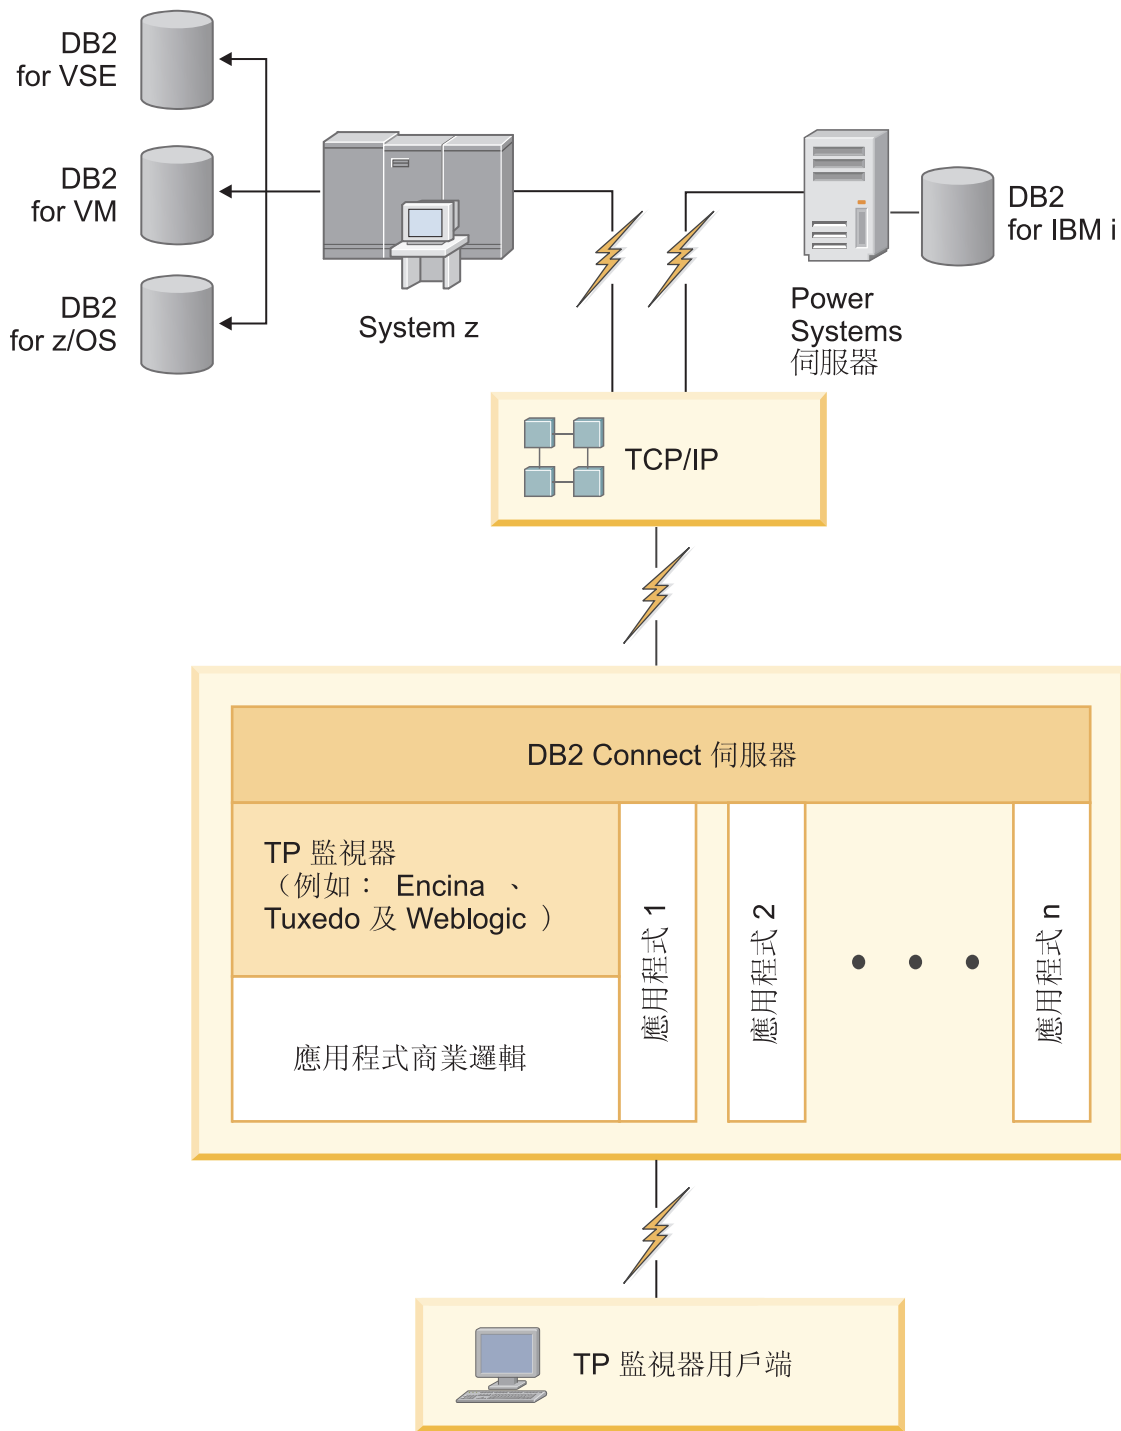 DB2
for VSE
DB2
for VM
DB2
for z/OS
System z
Power
Systems
伺服器
DB2
for IBM i
TCP/IP
DB2 Connect 伺服器
TP 監視器
（例如： Encina 、
Tuxedo 及 Weblogic ）
應用程式商業邏輯
應用程式 1
應用程式 2
應用程式 n
TP 監視器用戶端